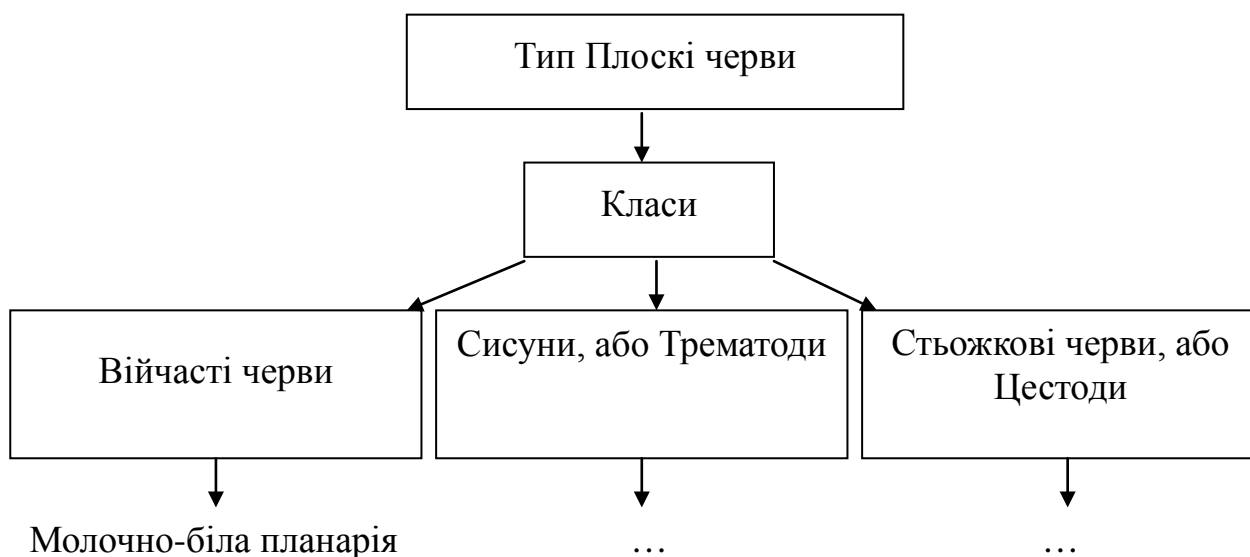 Тип Плоскі черви
Класи
Війчасті черви
Сисуни, або Трематоди
Стьожкові черви, або
Цестоди
Молочно-біла планарія
…
…